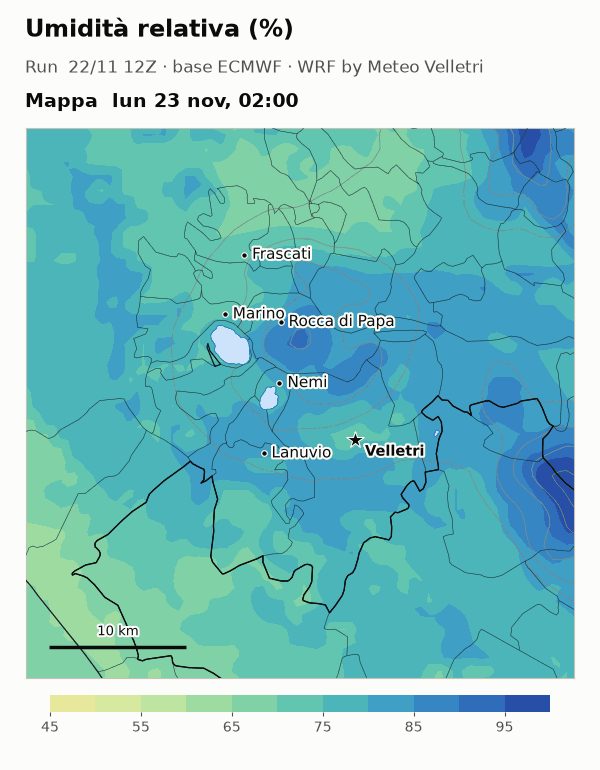 Umidità relativa (%)
Run 22/11 12Z · base ECMWF · WRF by Meteo Velletri
Mappa lun 23 nov, 02:00
Frascati
Marino
Rocca di Papa
Nemi
Velletri
Lanuvio
10 km
45 55 65 75 85 95